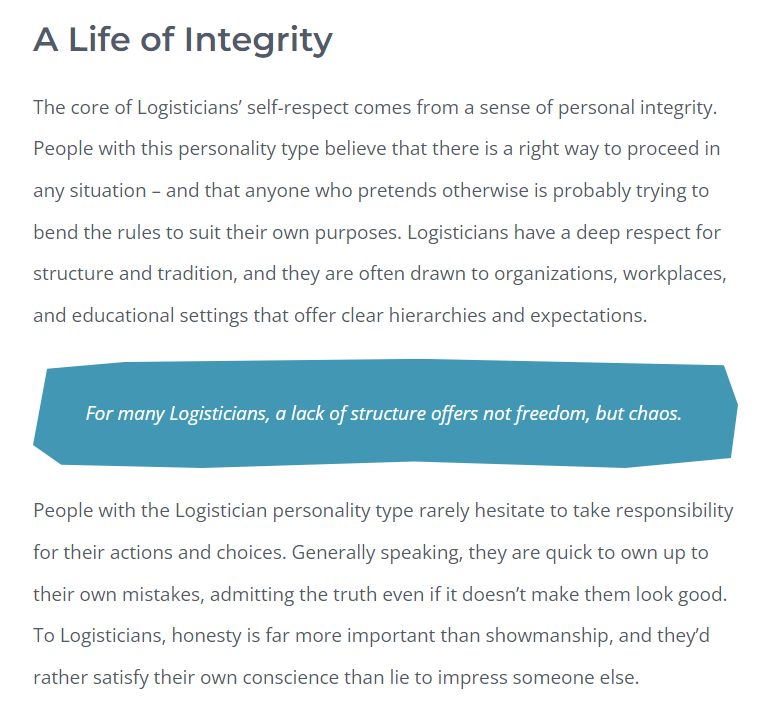 A Life of Integrity
The core of Logisticians’ self-respect comes from a sense of personal integrity.
People with this personality type believe that there is a right way to proceed in
any situation – and that anyone who pretends otherwise is probably trying to
bend the rules to suit their own purposes. Logisticians have a deep respect for
structure and tradition, and they are often drawn to organizations, workplaces,
and educational settings that offer clear hierarchies and expectations.
For many Logisticians, a lack of structure offers not freedom, but chaos.
People with the Logistician personality type rarely hesitate to take responsibility
for their actions and choices. Generally speaking, they are quick to own up to
their own mistakes, admitting the truth even if it doesn’t make them look good.
To Logisticians, honesty is far more important than showmanship, and they’d
rather satisfy their own conscience than lie to impress someone else.